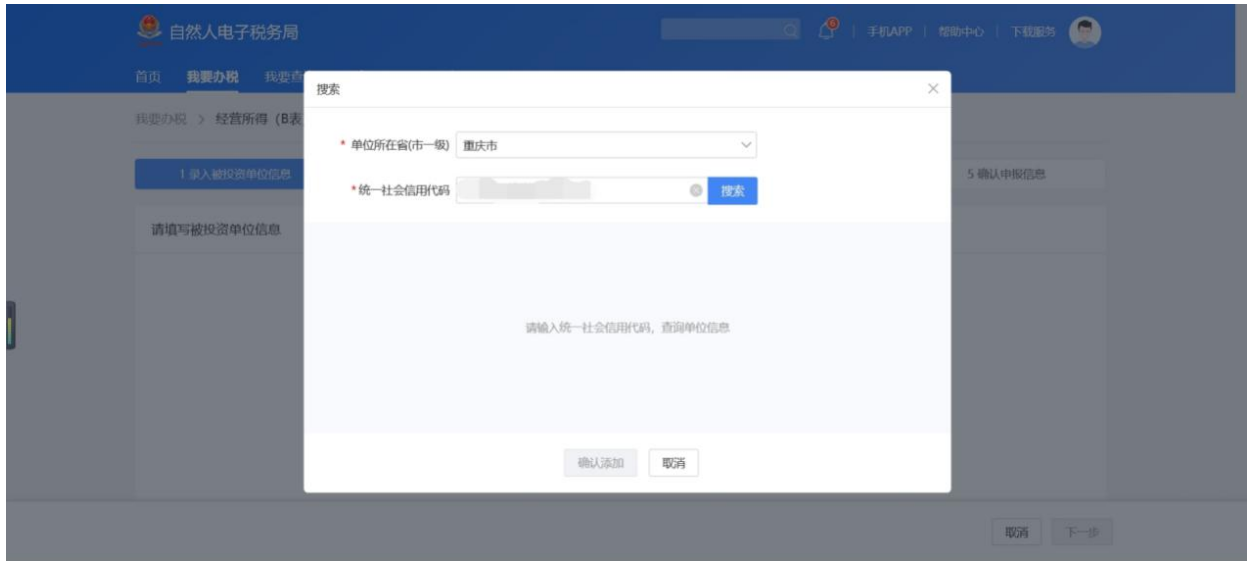 自然人电子税务局
6
手机APP | 帮助中心 | 下载服务
首页 我要办税 我要查
我要办税 > 经营所得 (B表
搜索
* 单位所在省(市一级) 重庆市
1 录入被投资单位信息
5 确认申报信息
* 统一社会信用代码
搜索
请填写被投资单位信息
请输入统一社会信用代码, 查询单位信息
确认添加 取消
取消 下一步